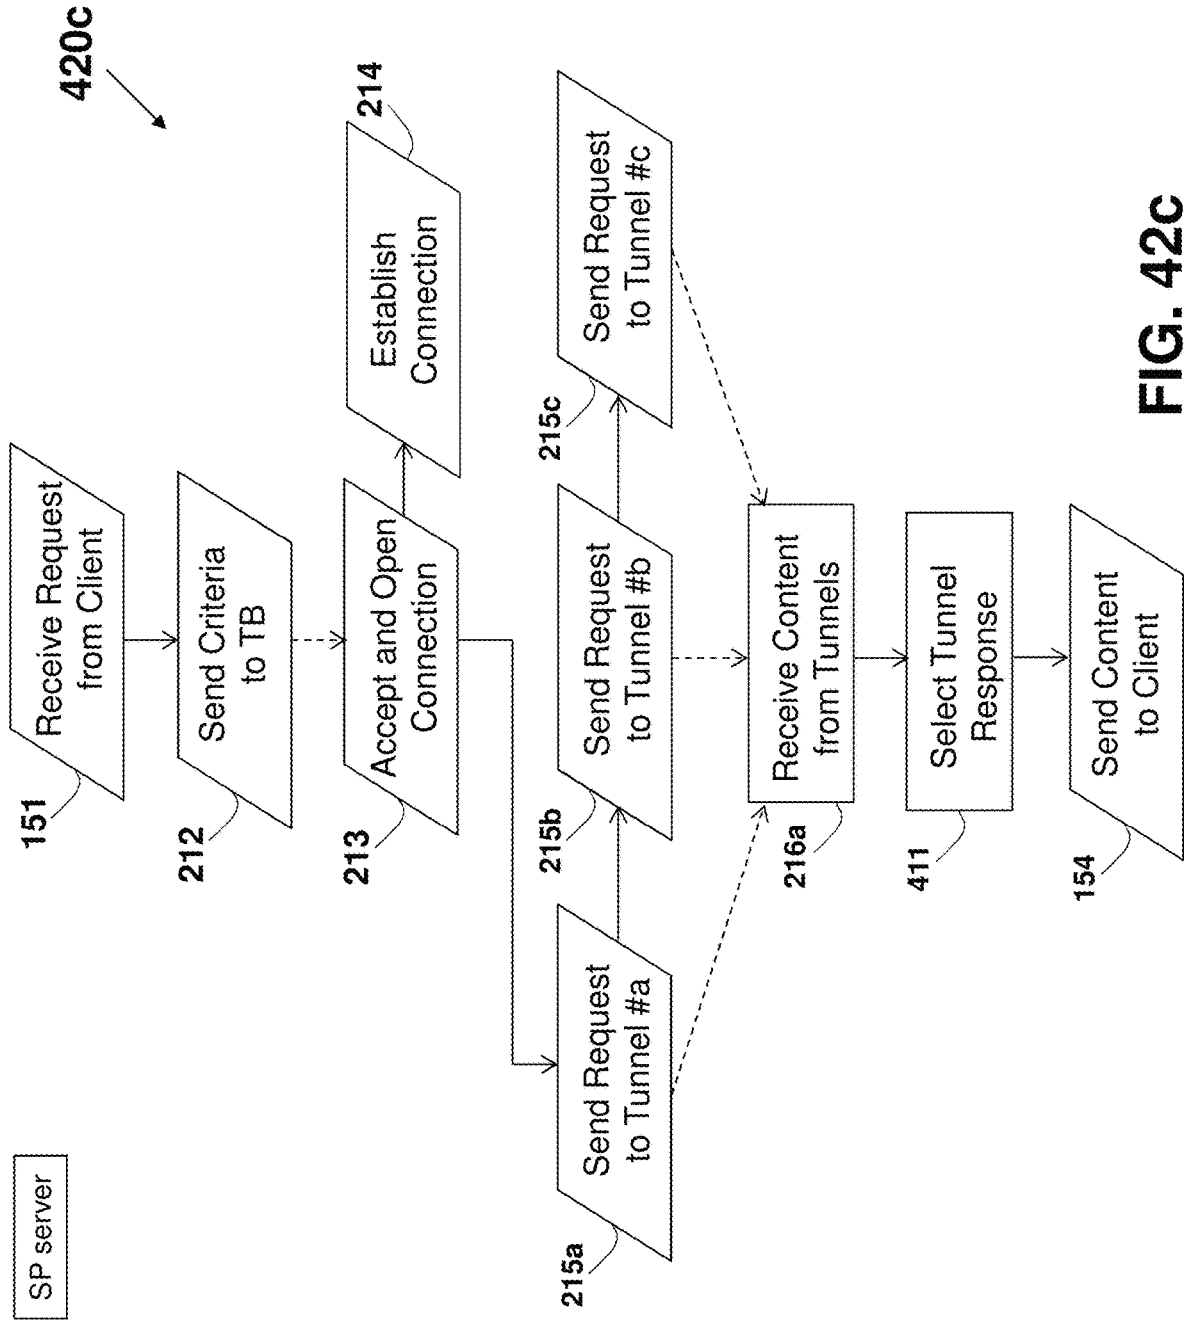 SP server
420c
Receive Request
from Client
151
Send Criteria
to TB
212
Accept and Open
Connection
213
Establish
Connection
214
Send Request
to Tunnel #a
215a
Send Request
to Tunnel #b
215b
Send Request
to Tunnel #c
215c
Receive Content
from Tunnels
216a
Select Tunnel
Response
411
Send Content
to Client
154
FIG. 42c